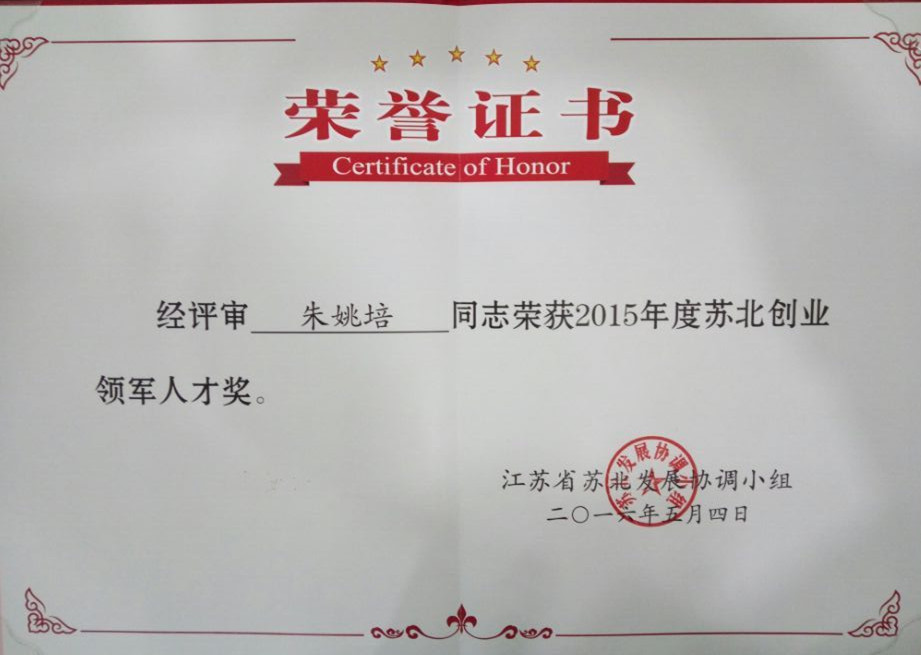 荣誉证书
Certificate of Honor
经评审 朱姚培 同志荣获2015年度苏北创业
领军人才奖。
江苏省苏北发展协调小组
二〇一六年五月四日